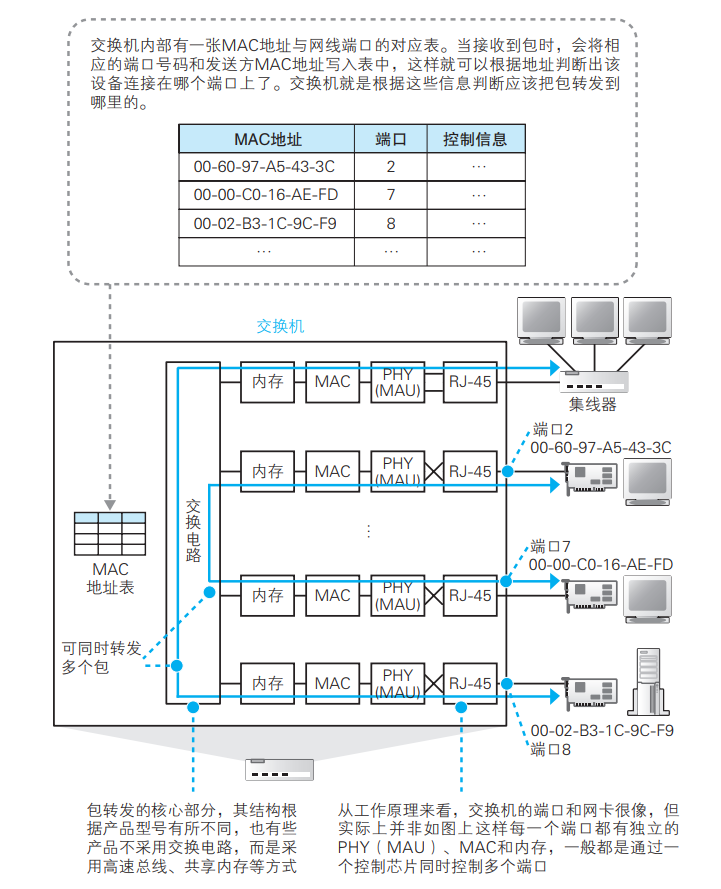 交换机内部有一张MAC地址与网线端口的对应表。当接收到包时，会将相
应的端口号码和发送方MAC地址写入表中，这样就可以根据地址判断出该
设备连接在哪个端口上了。交换机就是根据这些信息判断应该把包转发到
哪里的。
MAC地址 端口 控制信息
00-60-97-A5-43-3C 2 …
00-00-C0-16-AE-FD 7 …
00-02-B3-1C-9C-F9 8 …
… … …
交换机
内存 MAC PHY (MAU) RJ-45
集线器
端口2
00-60-97-A5-43-3C
内存 MAC PHY (MAU) RJ-45
交换电路
…
MAC
地址表
端口7
00-00-C0-16-AE-FD
内存 MAC PHY (MAU) RJ-45
可同时转发
多个包
内存 MAC PHY (MAU) RJ-45
00-02-B3-1C-9C-F9
端口8
包转发的核心部分，其结构根
据产品型号有所不同，也有些
产品不采用交换电路，而是采
用高速总线、共享内存等方式
从工作原理来看，交换机的端口和网卡很像，但
实际上并非如图上这样每一个端口都有独立的
PHY（MAU）、MAC和内存，一般都是通过一
个控制芯片同时控制多个端口